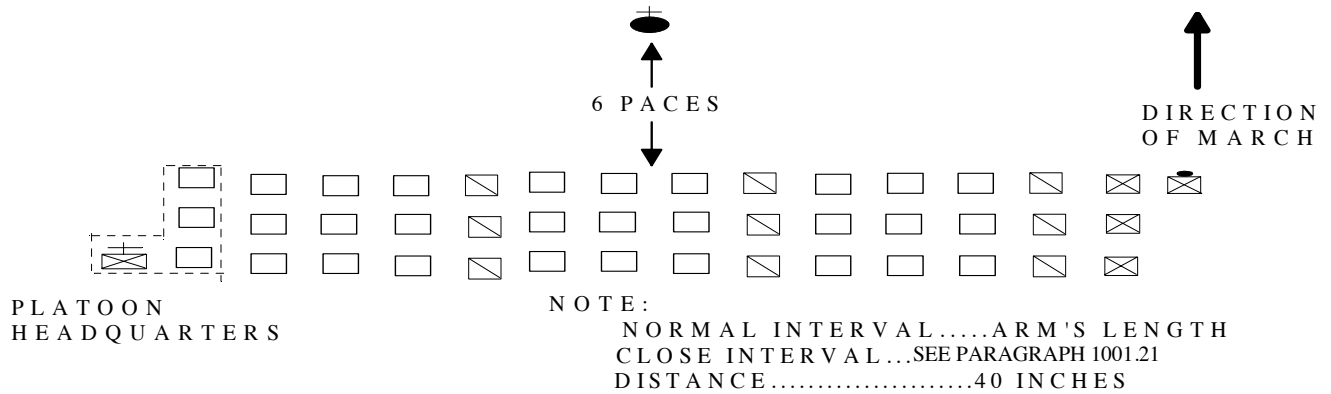 6 PACES
DIRECTION
OF MARCH
PLATOON
HEADQUARTERS
NOTE:
NORMAL INTERVAL.....ARM'S LENGTH
CLOSE INTERVAL...SEE PARAGRAPH 1001.21
DISTANCE......................40 INCHES